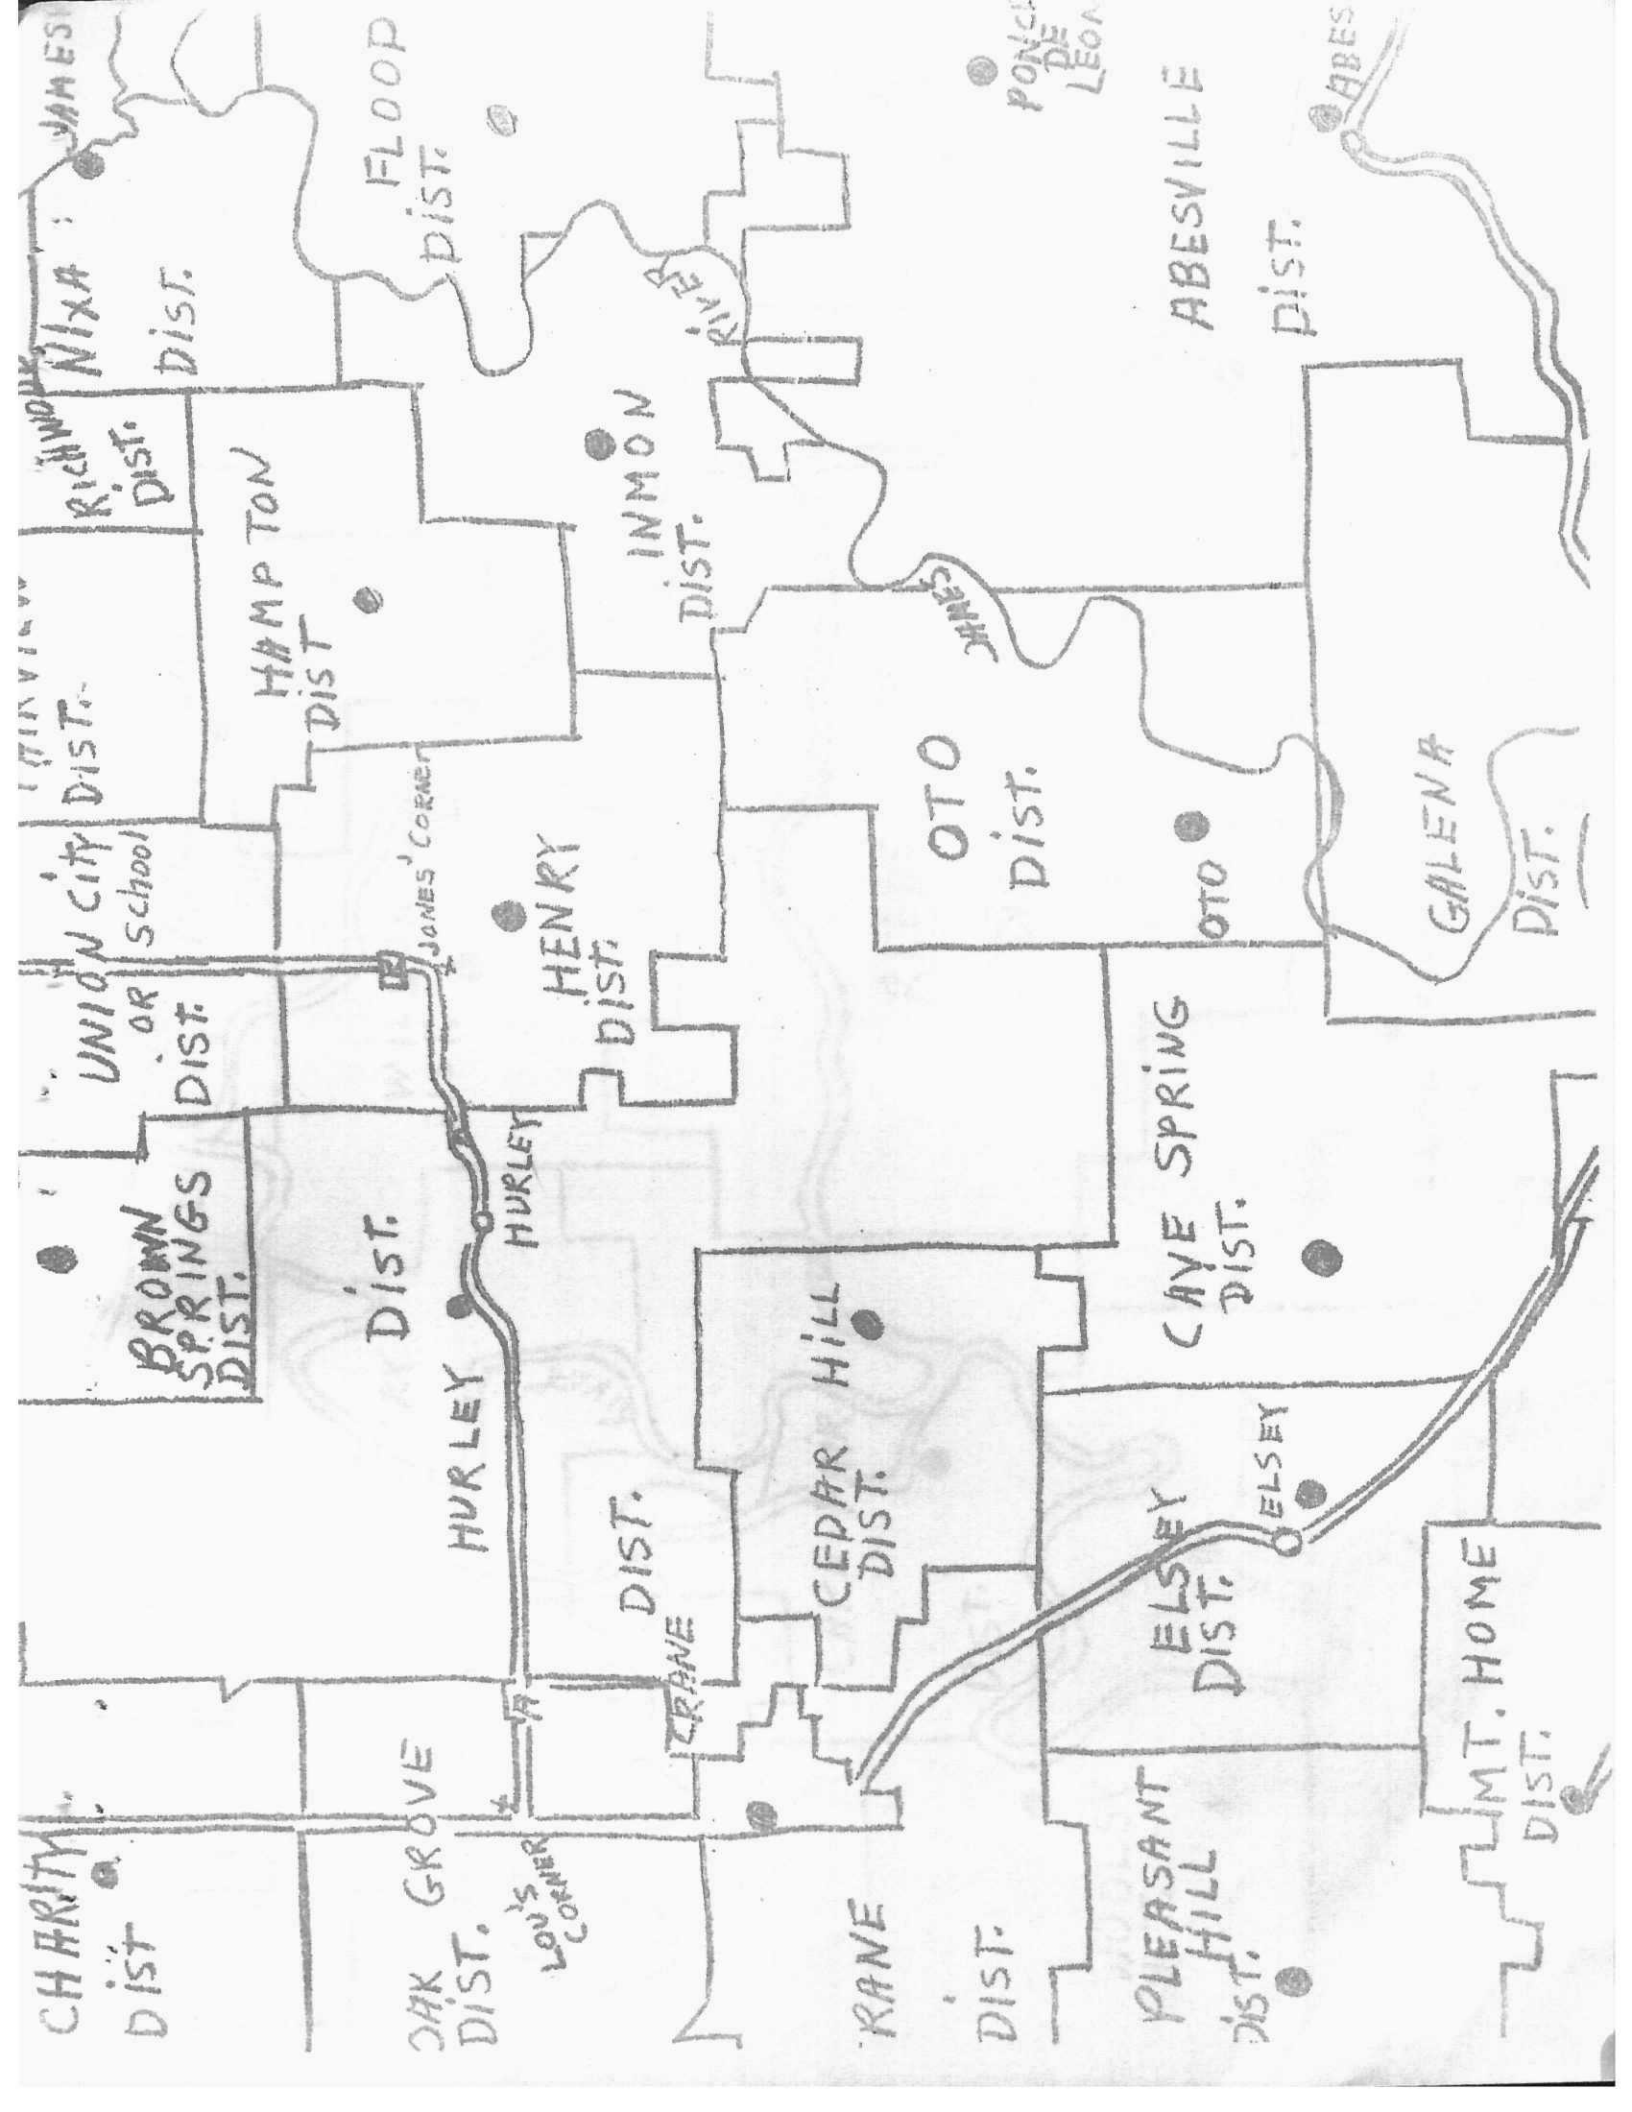 CHARITY
DIST
UNION City
OR School
DIST.
DIST.
RICHWOOD
DIST.
NIXA
DIST.
JAMES
BROWN
SPRINGS
DIST.
OAK GROVE
DIST.
LOU'S
CORNER
HURLEY
DIST.
HURLEY
JONES' CORNER
HAMPTON
DIST
FLOOP
DIST.
CRANE
DIST.
HENRY
DIST.
INMON
DIST.
RIVER
RANE
DIST.
CEDAR HILL
DIST.
OTO
DIST.
OTO
JAMES
PONCE
DE
LEON
PLEASANT
HILL
DIST.
ELSEY
DIST.
ELSEY
CAVE SPRING
DIST.
ABESVILLE
DIST.
ABES
MT. HOME
DIST.
GALENA
DIST.